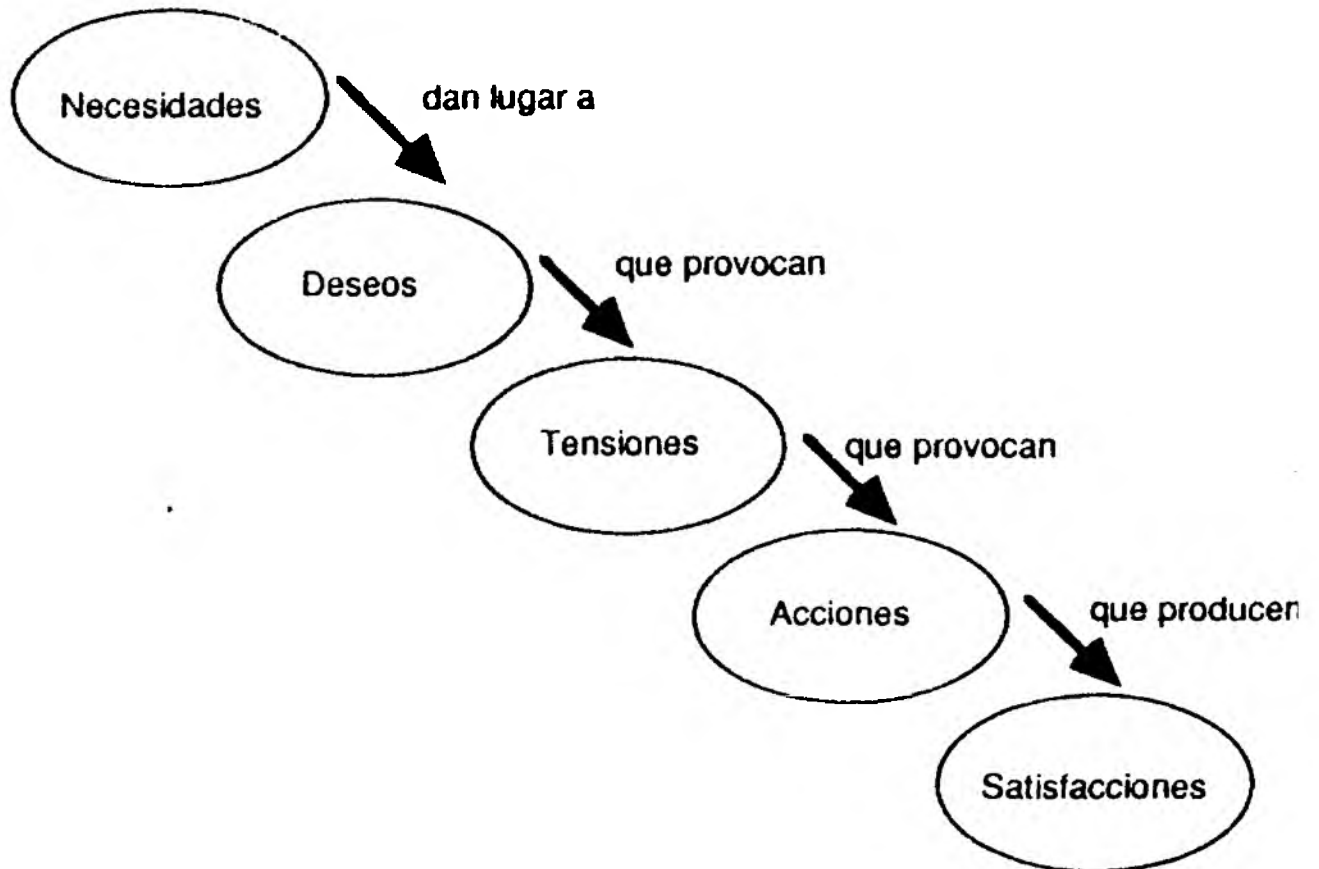 Necesidades
dan lugar a
Deseos
que provocan
Tensiones
que provocan
Acciones
que producen
Satisfacciones